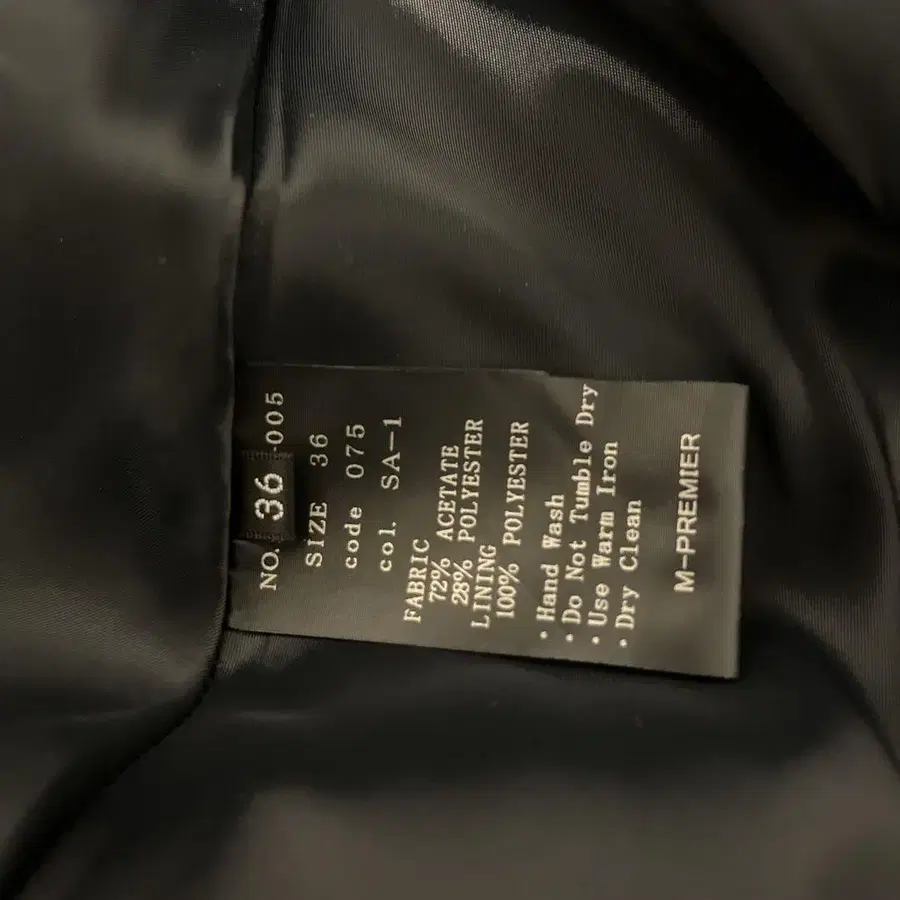 NO. 36 -005
SIZE 36
code 075
col. SA-1
FABRIC
72% ACETATE
28% POLYESTER
LINING
100% POLYESTER
· Hand Wash
· Do Not Tumble Dry
· Use Warm Iron
· Dry Clean
M-PREMIER